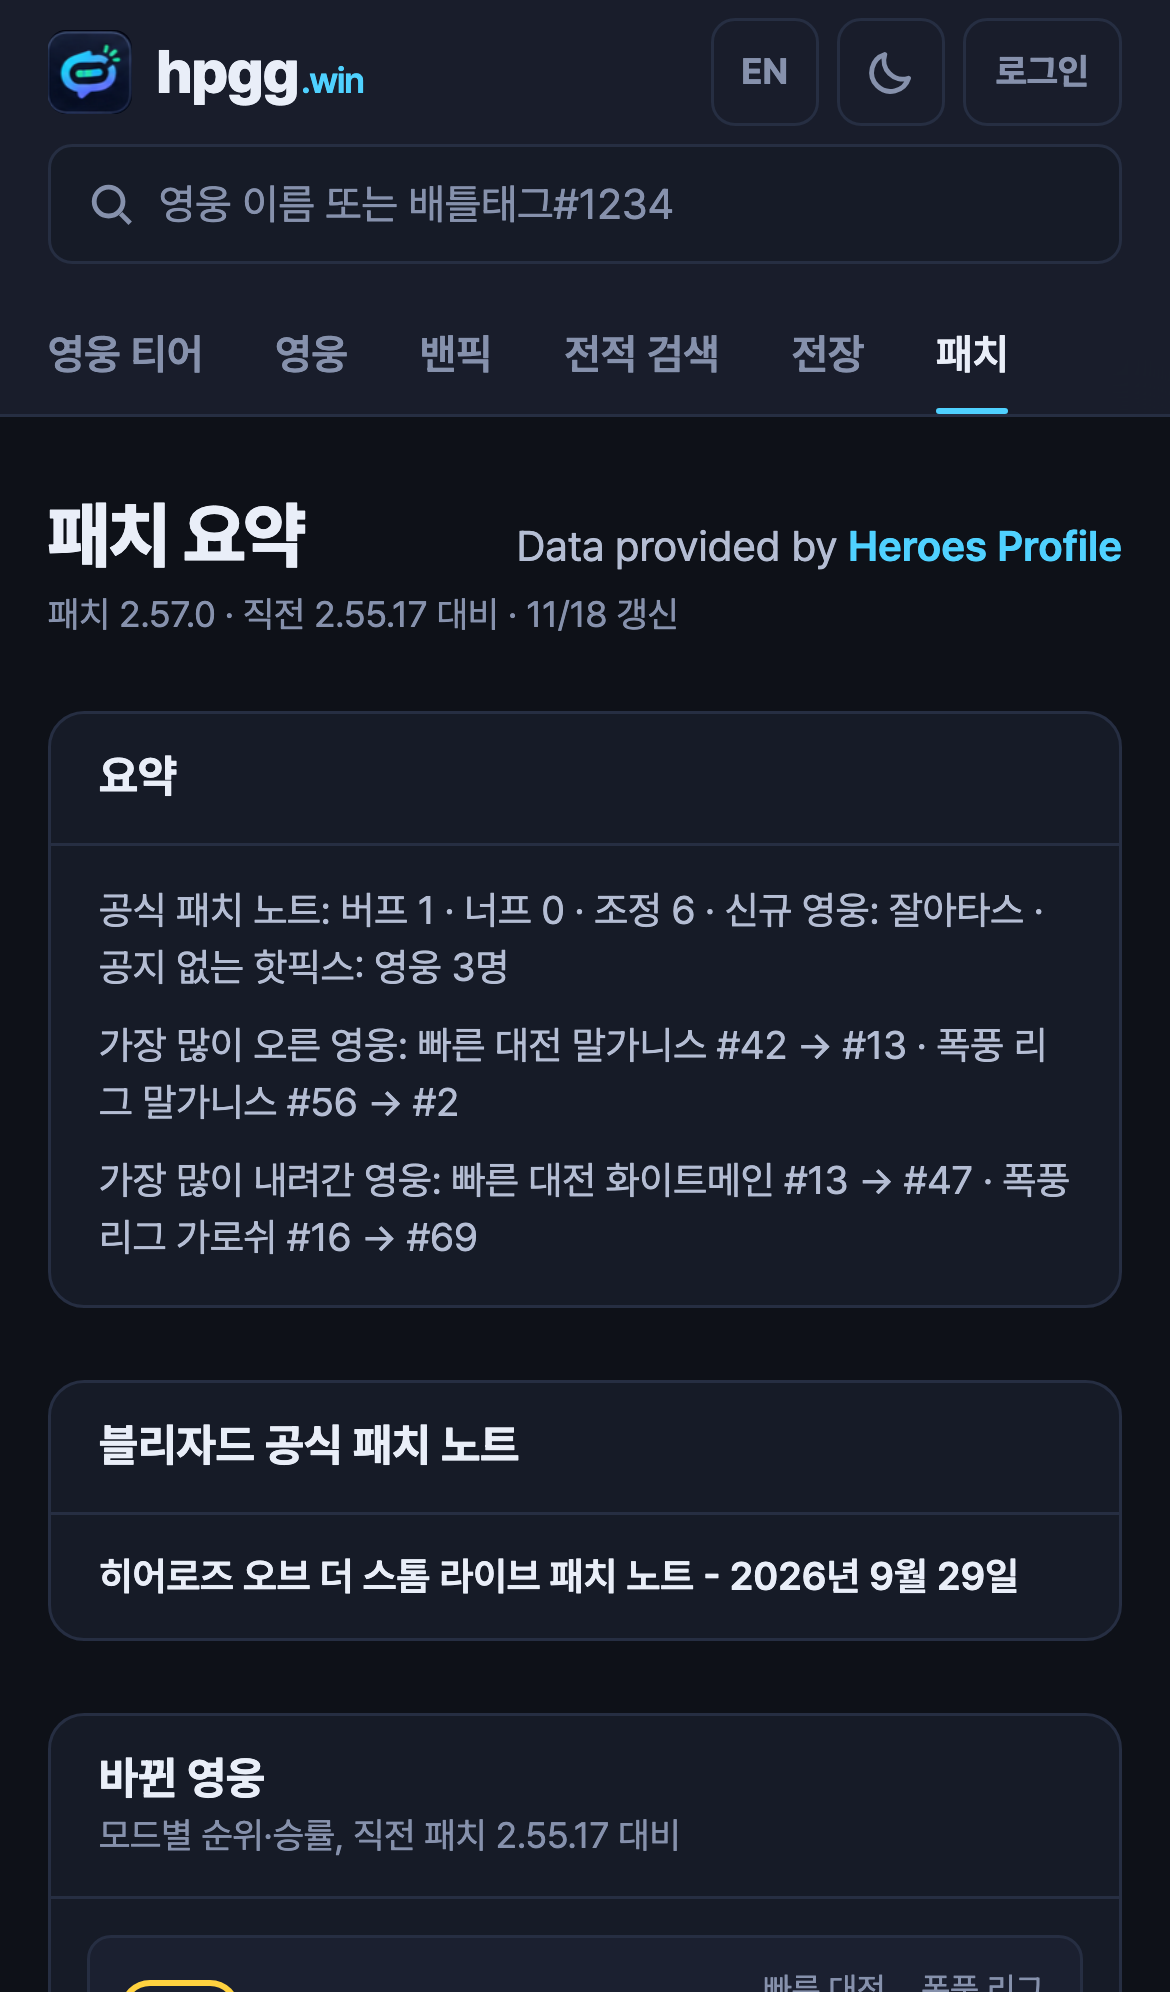 hpgg.win
EN
로그인
영웅 이름 또는 배틀태그#1234
영웅 티어 영웅 밴픽 전적 검색 전장 패치
패치 요약
Data provided by Heroes Profile
패치 2.57.0 · 직전 2.55.17 대비 · 11/18 갱신
요약
공식 패치 노트: 버프 1 · 너프 0 · 조정 6 · 신규 영웅: 잘아타스 ·
공지 없는 핫픽스: 영웅 3명
가장 많이 오른 영웅: 빠른 대전 말가니스 #42 → #13 · 폭풍 리
그 말가니스 #56 → #2
가장 많이 내려간 영웅: 빠른 대전 화이트메인 #13 → #47 · 폭풍
리그 가로쉬 #16 → #69
블리자드 공식 패치 노트
히어로즈 오브 더 스톰 라이브 패치 노트 - 2026년 9월 29일
바뀐 영웅
모드별 순위·승률, 직전 패치 2.55.17 대비
빠른 대전 폭풍 리그